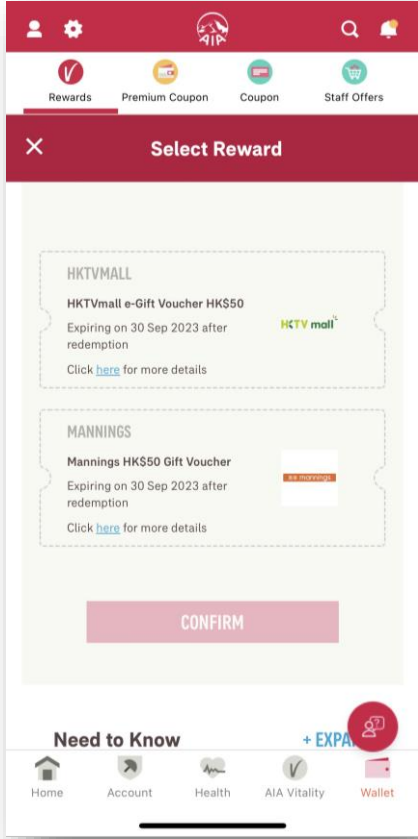 AIA
Rewards Premium Coupon Coupon Staff Offers
Select Reward
HKTVMALL
HKTVmall e-Gift Voucher HK$50
Expiring on 30 Sep 2023 after
redemption
Click here for more details
HKTV mall
MANNINGS
Mannings HK$50 Gift Voucher
Expiring on 30 Sep 2023 after
redemption
Click here for more details
mannings
CONFIRM
Need to Know
+ EXPA
Home Account Health AIA Vitality Wallet